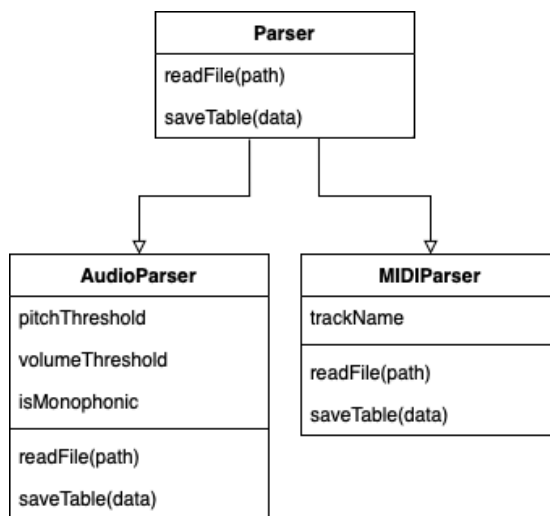 Parser
readFile(path)
saveTable(data)
AudioParser
pitchThreshold
volumeThreshold
isMonophonic
readFile(path)
saveTable(data)
MIDIParser
trackName
readFile(path)
saveTable(data)